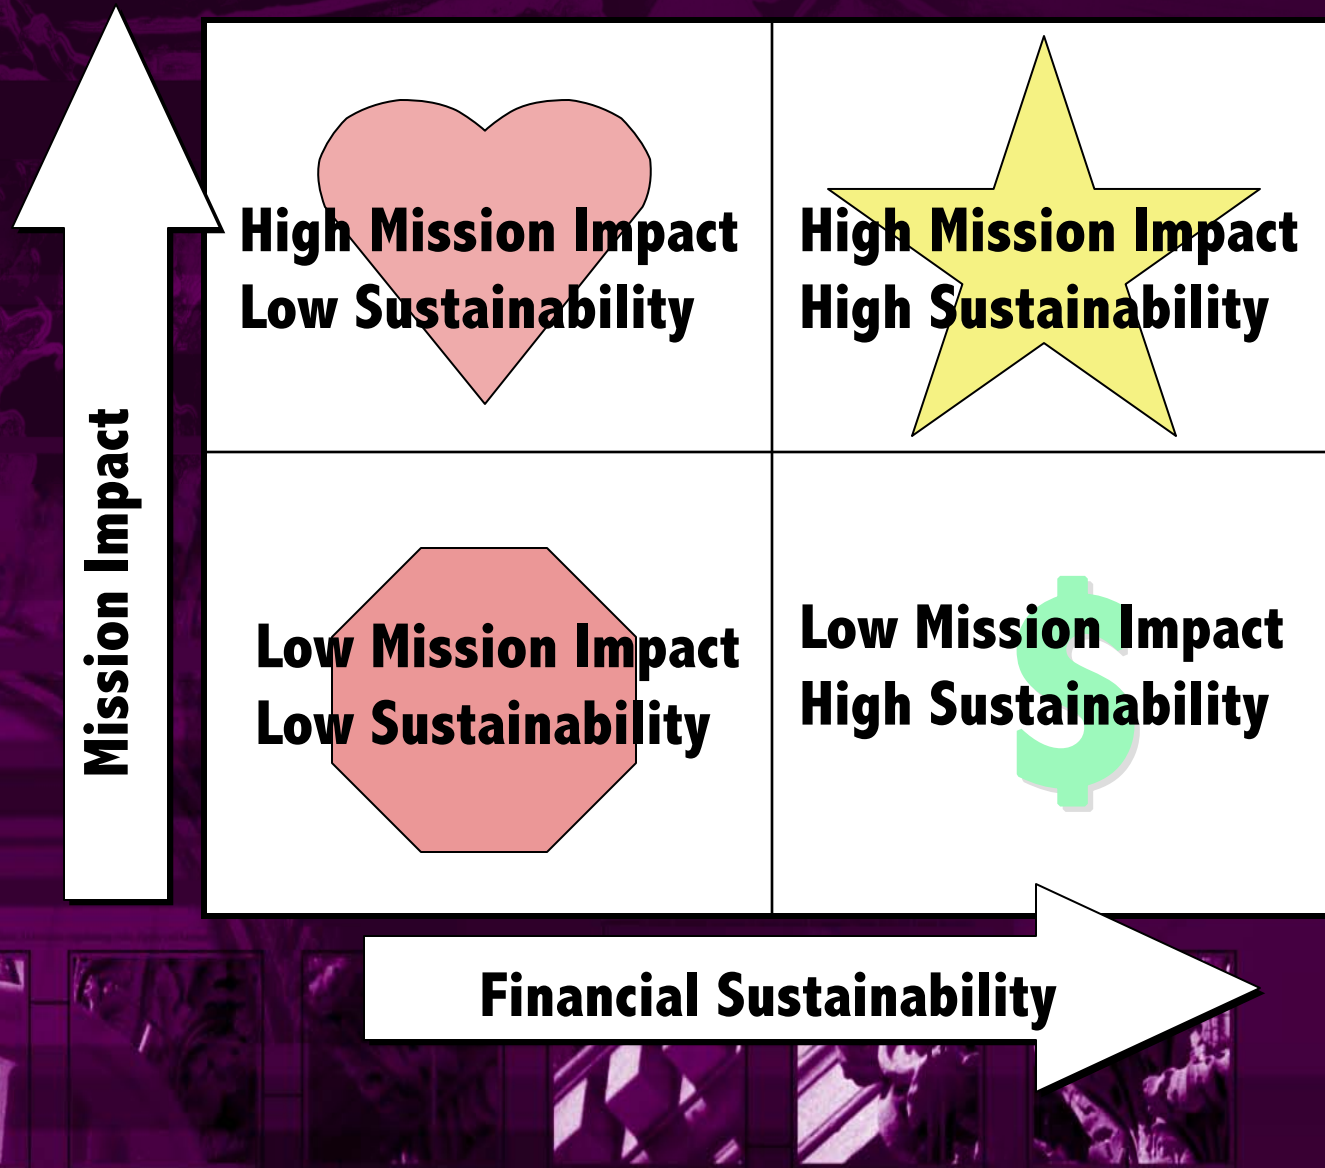 High Mission Impact
Low Sustainability
High Mission Impact
High Sustainability
Mission Impact
Low Mission Impact
Low Sustainability
$
Low Mission Impact
High Sustainability
Financial Sustainability